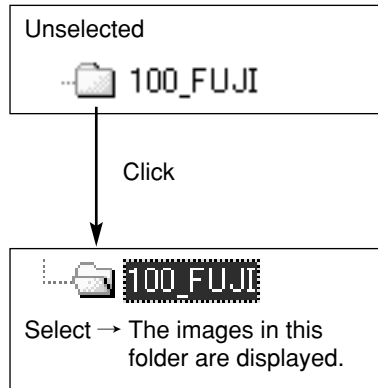 Unselected
100_FUJI
Click
100_FUJI
Select → The images in this
folder are displayed.